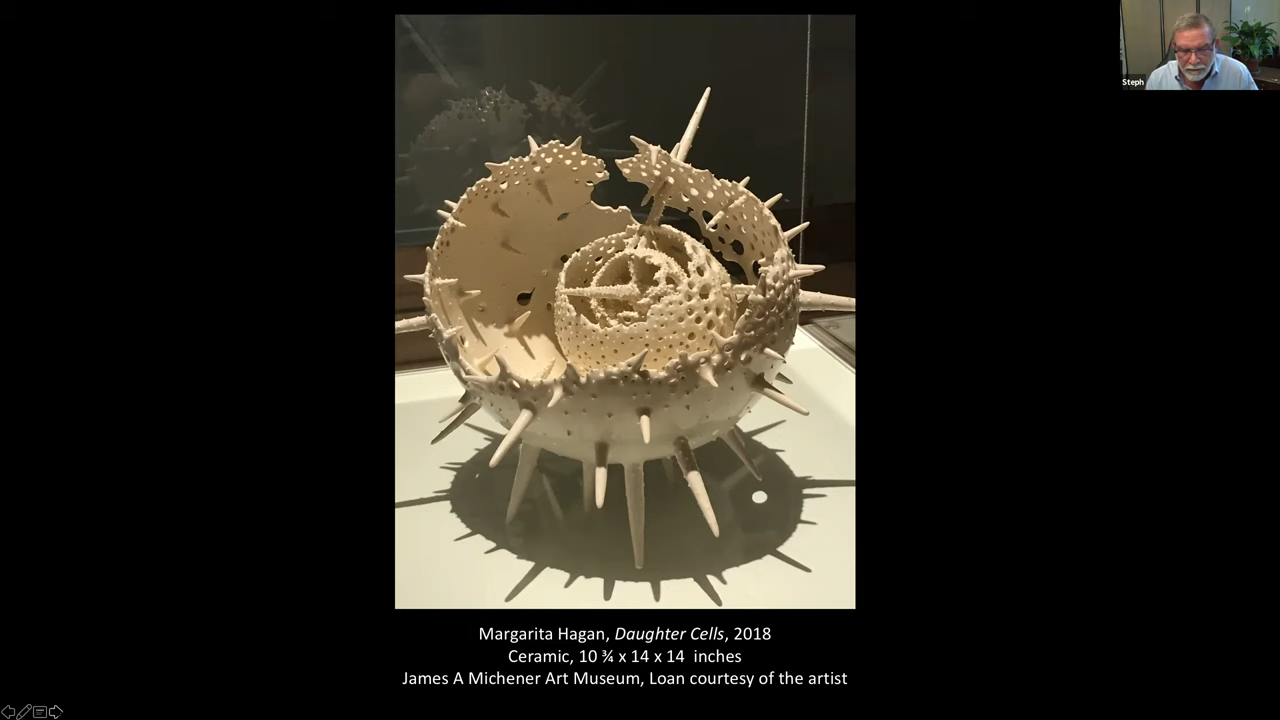 Steph
Margarita Hagan, Daughter Cells, 2018
Ceramic, 10 ¾ x 14 x 14 inches
James A Michener Art Museum, Loan courtesy of the artist